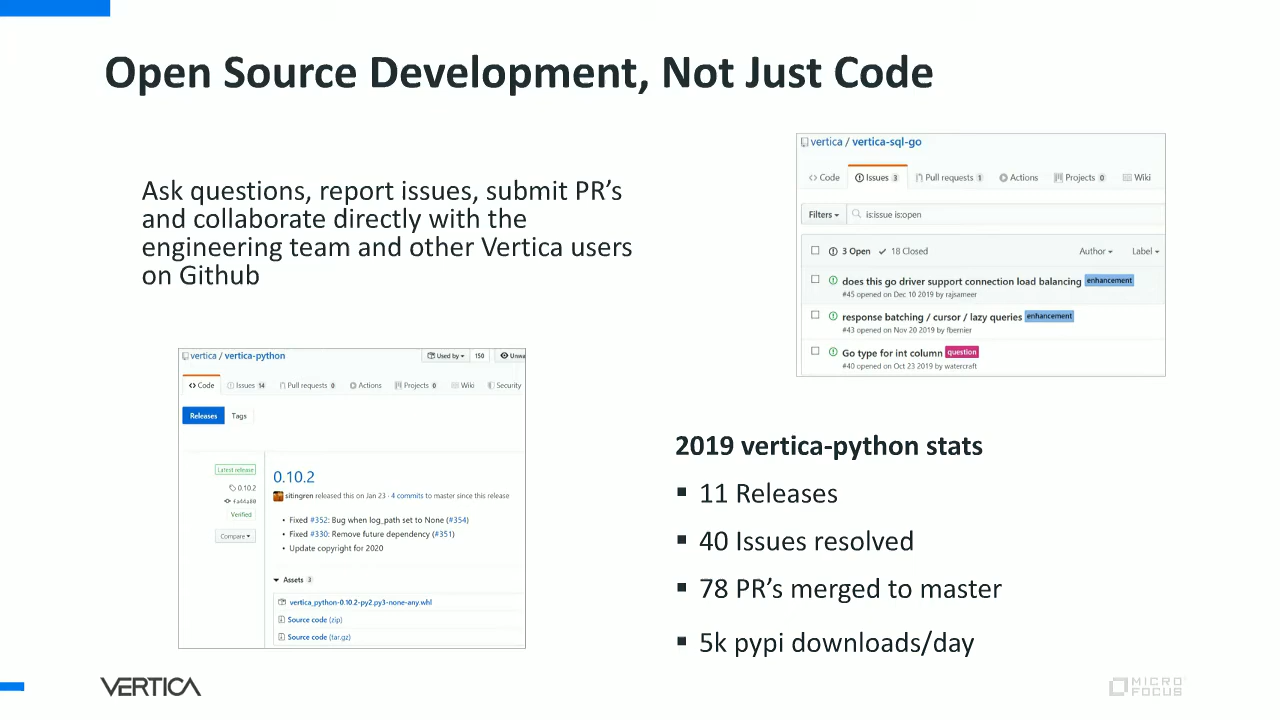 Open Source Development, Not Just Code
Ask questions, report issues, submit PR’s
and collaborate directly with the
engineering team and other Vertica users
on Github
vertica / vertica-sql-go
Code Issues 3 Pull requests 1 Actions Projects 0 Wiki
Filters is:issue is:open
3 Open 18 Closed Author Label
does this go driver support connection load balancing enhancement
#45 opened on Dec 10 2019 by rajsameer
response batching / cursor / lazy queries enhancement
#43 opened on Nov 20 2019 by fbernier
Go type for int column question
#40 opened on Oct 23 2019 by watercraft
vertica / vertica-python Used by 150
Code Issues 14 Pull requests 0 Actions Projects 0 Wiki Security
Releases Tags
Latest release
0.10.2
Verified
Compare
0.10.2
sitingren released this on Jan 23 · 4 commits to master since this release
• Fixed #352: Bug when log_path set to None (#354)
• Fixed #330: Remove future dependency (#351)
• Update copyright for 2020
Assets 3
vertica_python-0.10.2-py2.py3-none-any.whl
Source code (zip)
Source code (tar.gz)
2019 vertica-python stats
▪ 11 Releases
▪ 40 Issues resolved
▪ 78 PR’s merged to master
▪ 5k pypi downloads/day
VERTICA
MICRO
FOCUS